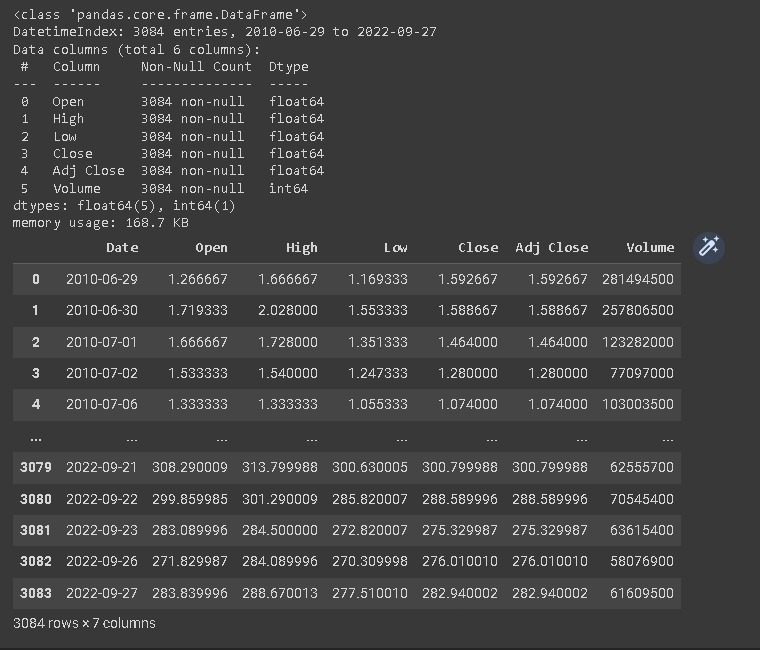 <class 'pandas.core.frame.DataFrame'>
DatetimeIndex: 3084 entries, 2010-06-29 to 2022-09-27
Data columns (total 6 columns):
 #   Column     Non-Null Count  Dtype
---  ------     --------------  -----
 0   Open       3084 non-null   float64
 1   High       3084 non-null   float64
 2   Low        3084 non-null   float64
 3   Close      3084 non-null   float64
 4   Adj Close  3084 non-null   float64
 5   Volume     3084 non-null   int64
dtypes: float64(5), int64(1)
memory usage: 168.7 KB
Date Open High Low Close Adj Close Volume
0 2010-06-29 1.266667 1.666667 1.169333 1.592667 1.592667 281494500
1 2010-06-30 1.719333 2.028000 1.553333 1.588667 1.588667 257806500
2 2010-07-01 1.666667 1.728000 1.351333 1.464000 1.464000 123282000
3 2010-07-02 1.533333 1.540000 1.247333 1.280000 1.280000 77097000
4 2010-07-06 1.333333 1.333333 1.055333 1.074000 1.074000 103003500
... ... ... ... ... ... ... ...
3079 2022-09-21 308.290009 313.799988 300.630005 300.799988 300.799988 62555700
3080 2022-09-22 299.859985 301.290009 285.820007 288.589996 288.589996 70545400
3081 2022-09-23 283.089996 284.500000 272.820007 275.329987 275.329987 63615400
3082 2022-09-26 271.829987 284.089996 270.309998 276.010010 276.010010 58076900
3083 2022-09-27 283.839996 288.670013 277.510010 282.940002 282.940002 61609500
3084 rows × 7 columns